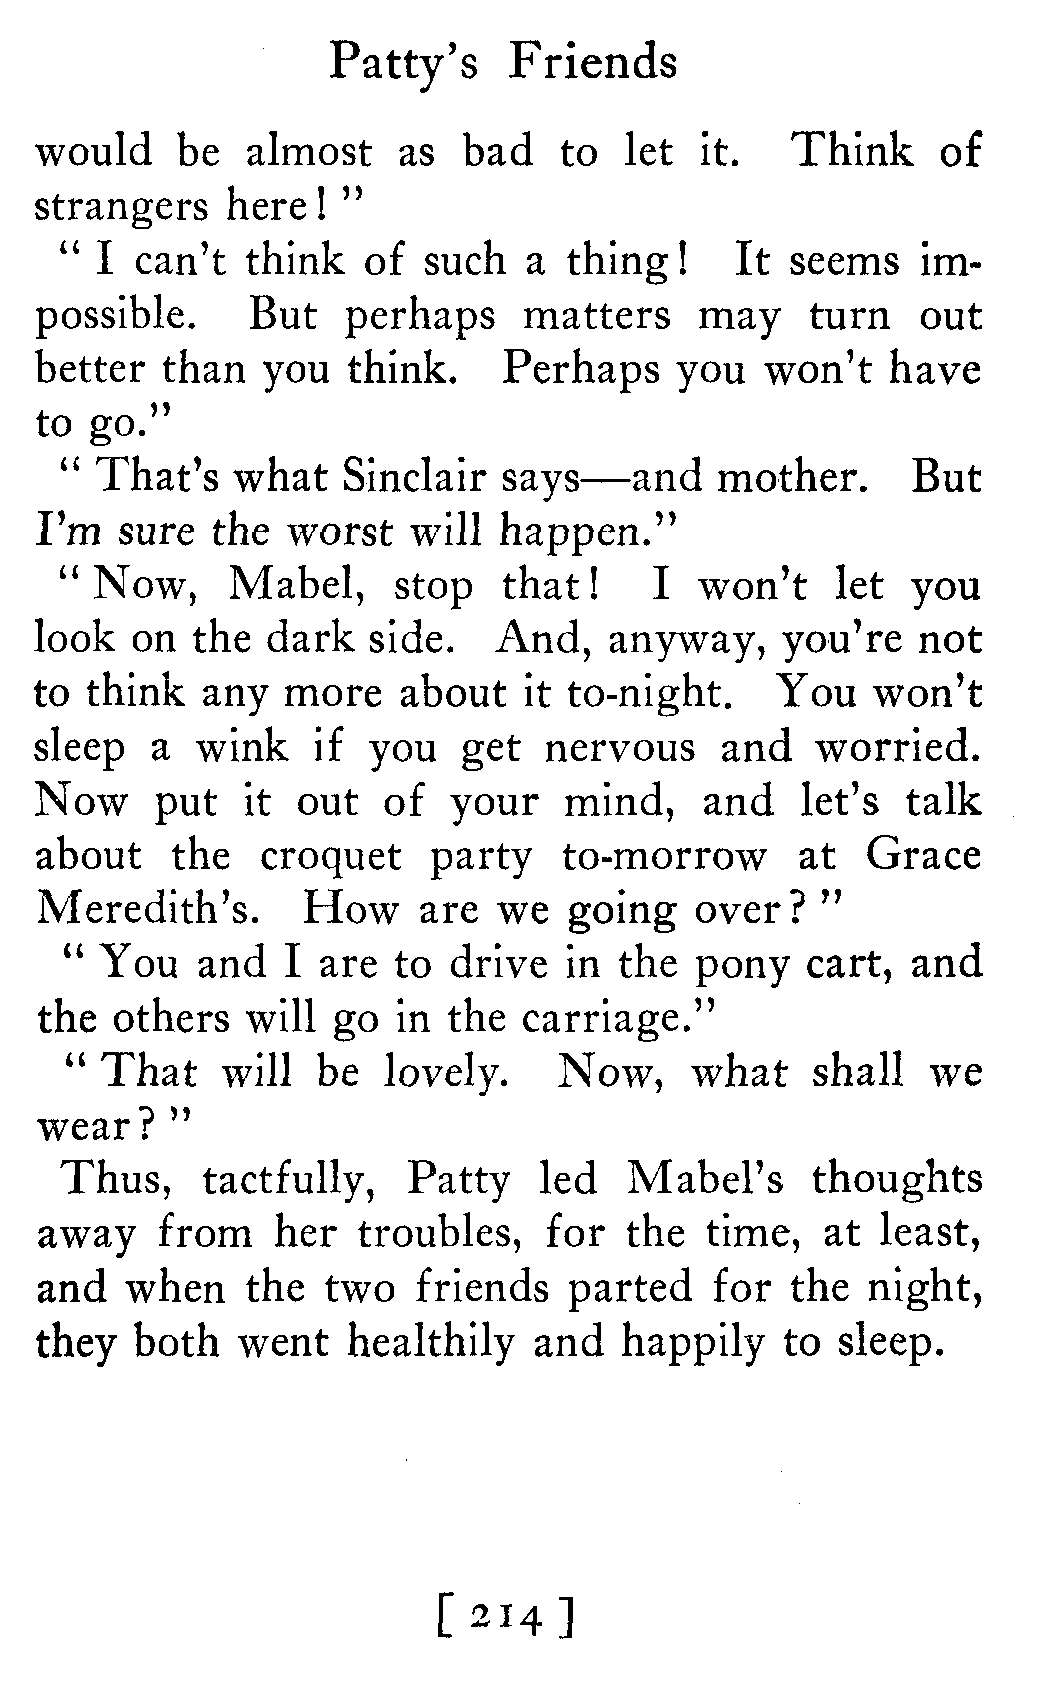 Patty's Friends
would be almost as bad to let it. Think of
strangers here! "
" I can't think of such a thing! It seems im-
possible. But perhaps matters may turn out
better than you think. Perhaps you won't have
to go."
" That's what Sinclair says—and mother. But
I'm sure the worst will happen."
" Now, Mabel, stop that! I won't let you
look on the dark side. And, anyway, you're not
to think any more about it to-night. You won't
sleep a wink if you get nervous and worried.
Now put it out of your mind, and let's talk
about the croquet party to-morrow at Grace
Meredith's. How are we going over? "
" You and I are to drive in the pony cart, and
the others will go in the carriage."
" That will be lovely. Now, what shall we
wear? "
Thus, tactfully, Patty led Mabel's thoughts
away from her troubles, for the time, at least,
and when the two friends parted for the night,
they both went healthily and happily to sleep.
[ 214 ]